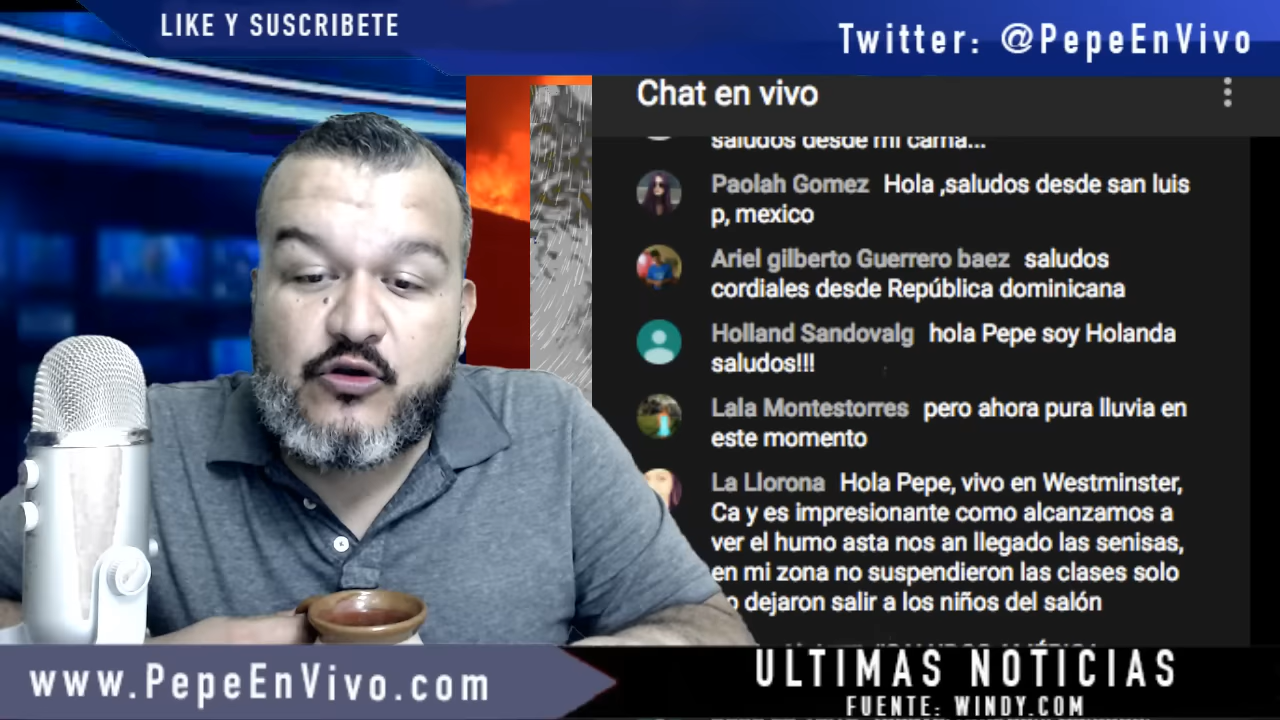 LIKE Y SUSCRIBETE
Twitter: @PepeEnVivo
Chat en vivo
saludos desde mi cama...
Paolah Gomez Hola ,saludos desde san luis
p, mexico
Ariel gilberto Guerrero baez saludos
cordiales desde República dominicana
Holland Sandovalg hola Pepe soy Holanda
saludos!!!
Lala Montestorres pero ahora pura lluvia en
este momento
La Llorona Hola Pepe, vivo en Westminster,
Ca y es impresionante como alcanzamos a
ver el humo asta nos an llegado las senisas,
en mi zona no suspendieron las clases solo
dejaron salir a los niños del salón
www.PepeEnVivo.com
ULTIMAS NOTICIAS
FUENTE: WINDY.COM